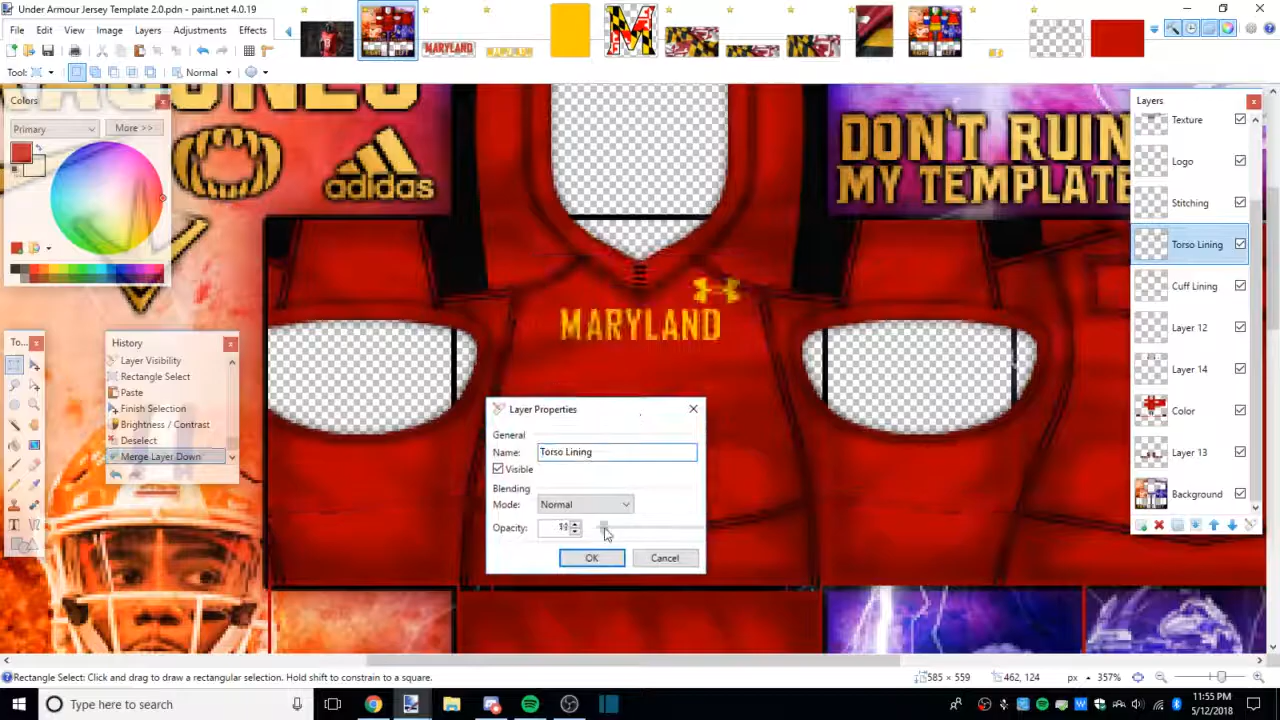 Under Armour Jersey Template 2.0.pdn - paint.net 4.0.19
File Edit View Image Layers Adjustments Effects
Tool: Normal
Colors
Primary More >>
adidas
DON'T RUIN
MY TEMPLATE
MARYLAND
MARYLAND
History
Layer Visibility
Rectangle Select
Paste
Finish Selection
Brightness / Contrast
Deselect
Merge Layer Down
To...
Layer Properties
General
Name: Torso Lining
Visible
Blending
Mode: Normal
Opacity:
OK Cancel
Layers
Texture
Logo
Stitching
Torso Lining
Cuff Lining
Layer 12
Layer 14
Color
Layer 13
Background
Rectangle Select: Click and drag to draw a rectangular selection. Hold shift to constrain to a square.
585 × 559
462, 124
px
357%
Type here to search
11:55 PM
5/12/2018